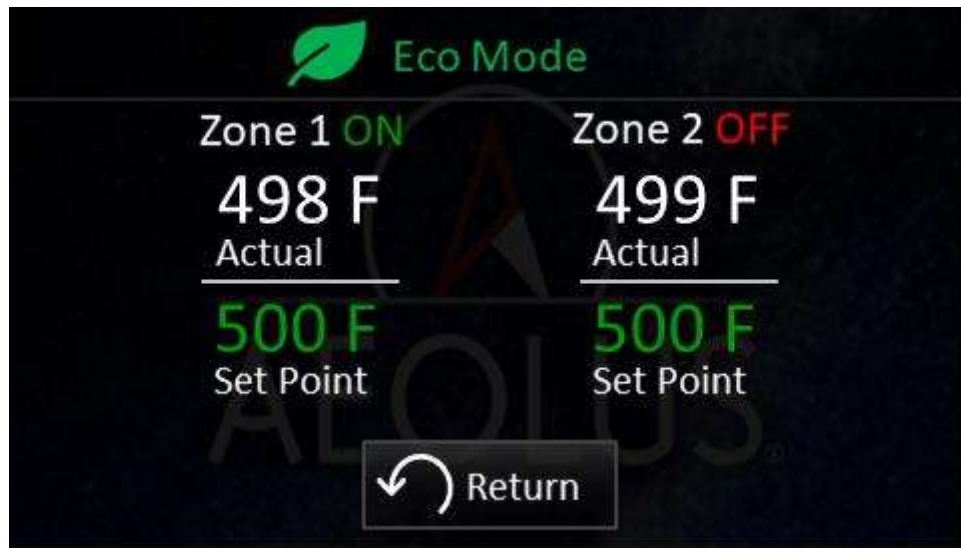 Eco Mode
Zone 1 ON
498 F
Actual
500 F
Set Point
Zone 2 OFF
499 F
Actual
500 F
Set Point
AEOLUS
Return